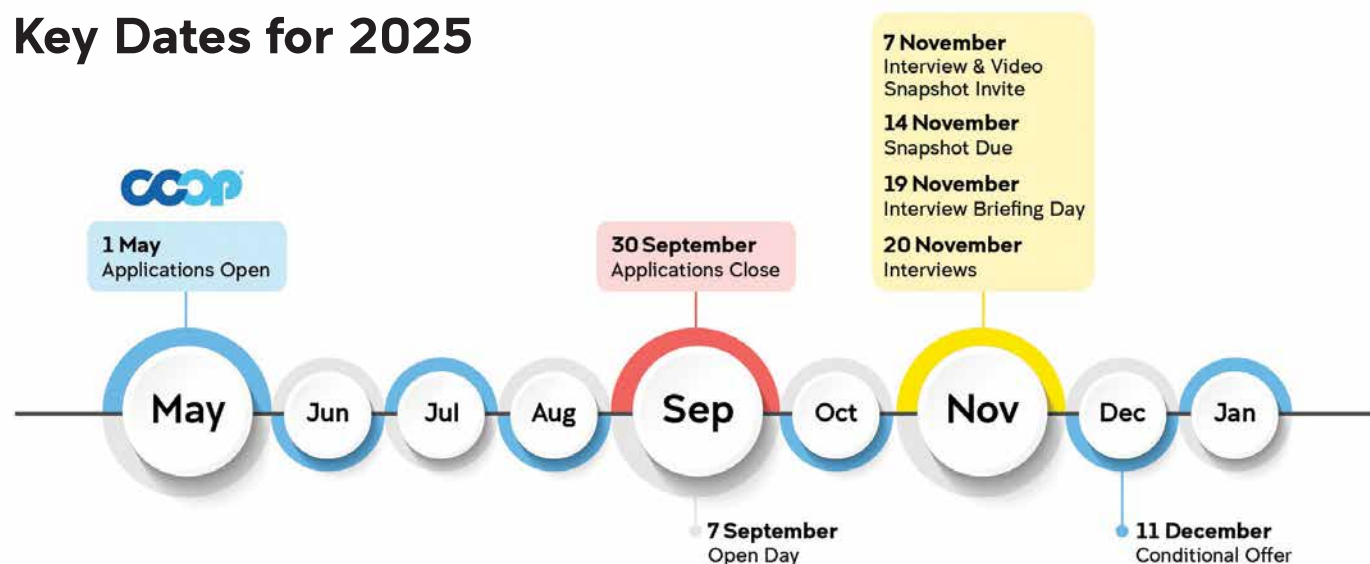 Key Dates for 2025
7 November
Interview & Video
Snapshot Invite
14 November
Snapshot Due
19 November
Interview Briefing Day
20 November
Interviews
COOP
1 May
Applications Open
30 September
Applications Close
May
Jun
Jul
Aug
Sep
Oct
Nov
Dec
Jan
7 September
Open Day
11 December
Conditional Offer